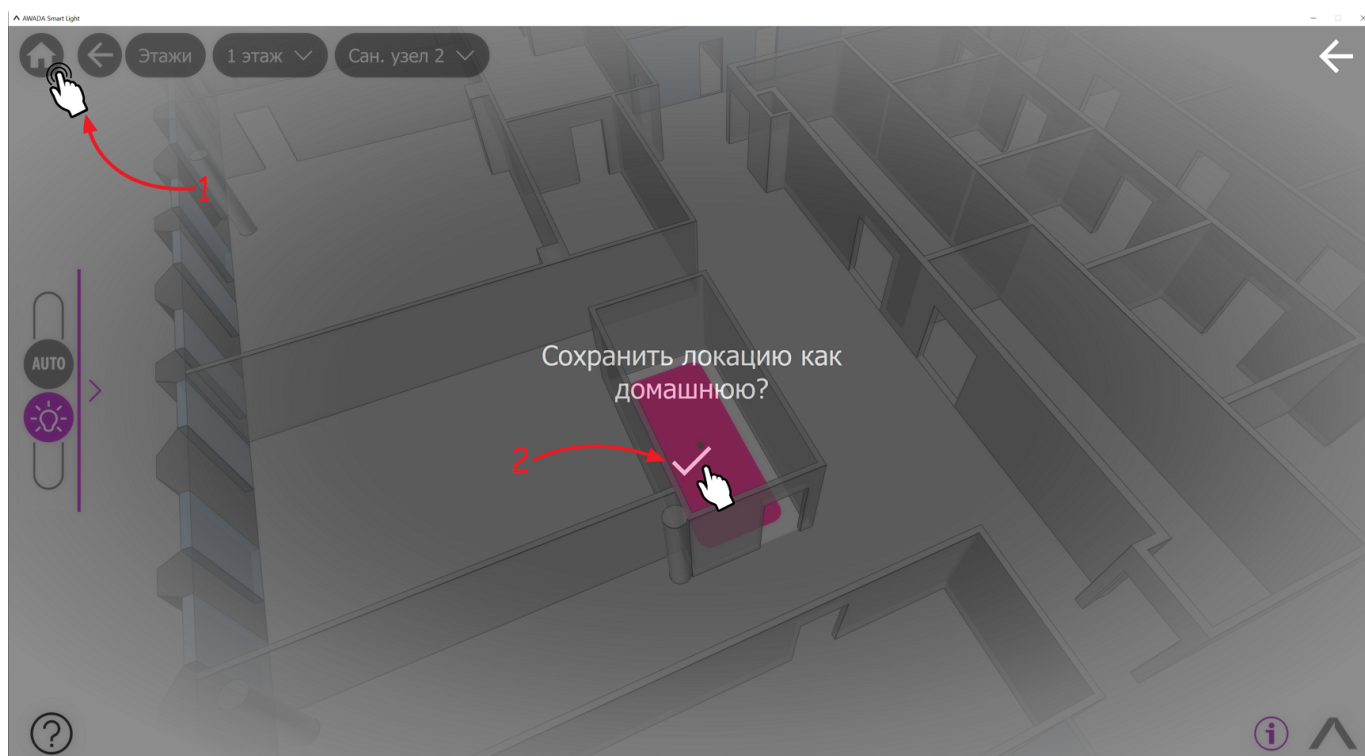 AWADA Smart Light
Этажи
1 этаж
Сан. узел 2
1
AUTO
Сохранить локацию как
домашнюю?
2
?
i